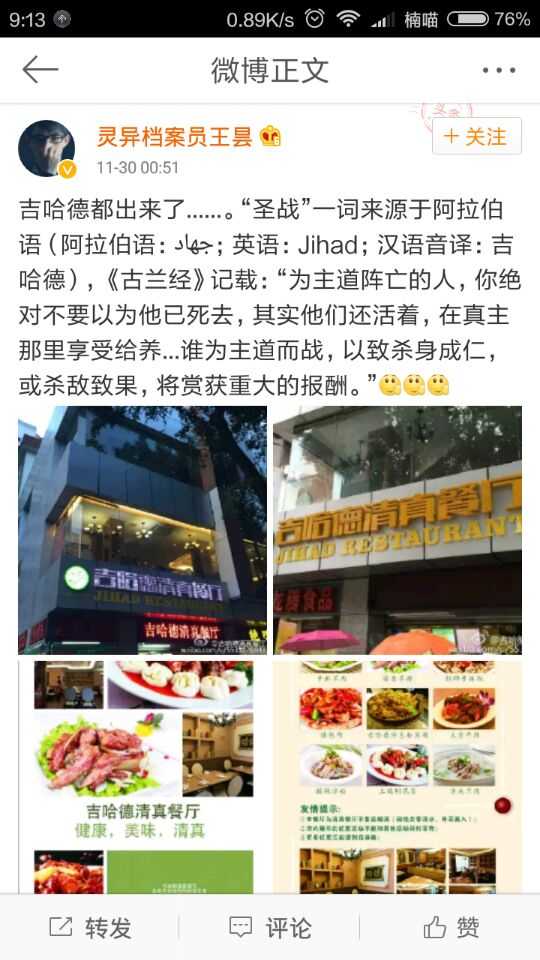 9:13 0.89K/s 楠喵 76%
微博正文
灵异档案员王昙
+ 关注
11-30 00:51
吉哈德都出来了......。“圣战”一词来源于阿拉伯
语（阿拉伯语：جهاد；英语：Jihad；汉语音译：吉
哈德），《古兰经》记载：“为主道阵亡的人，你绝
对不要以为他已死去，其实他们还活着，在真主
那里享受给养...谁为主道而战，以致杀身成仁，
或杀敌致果，将赏获重大的报酬。”
吉哈德清真餐厅
JIHAD RESTAURANT
吉哈德清真餐厅
吉哈德清真餐厅
JIHAD RESTAURANT
食品
吉哈德清真餐厅
健康，美味，清真
友情提示：
转发
评论
赞